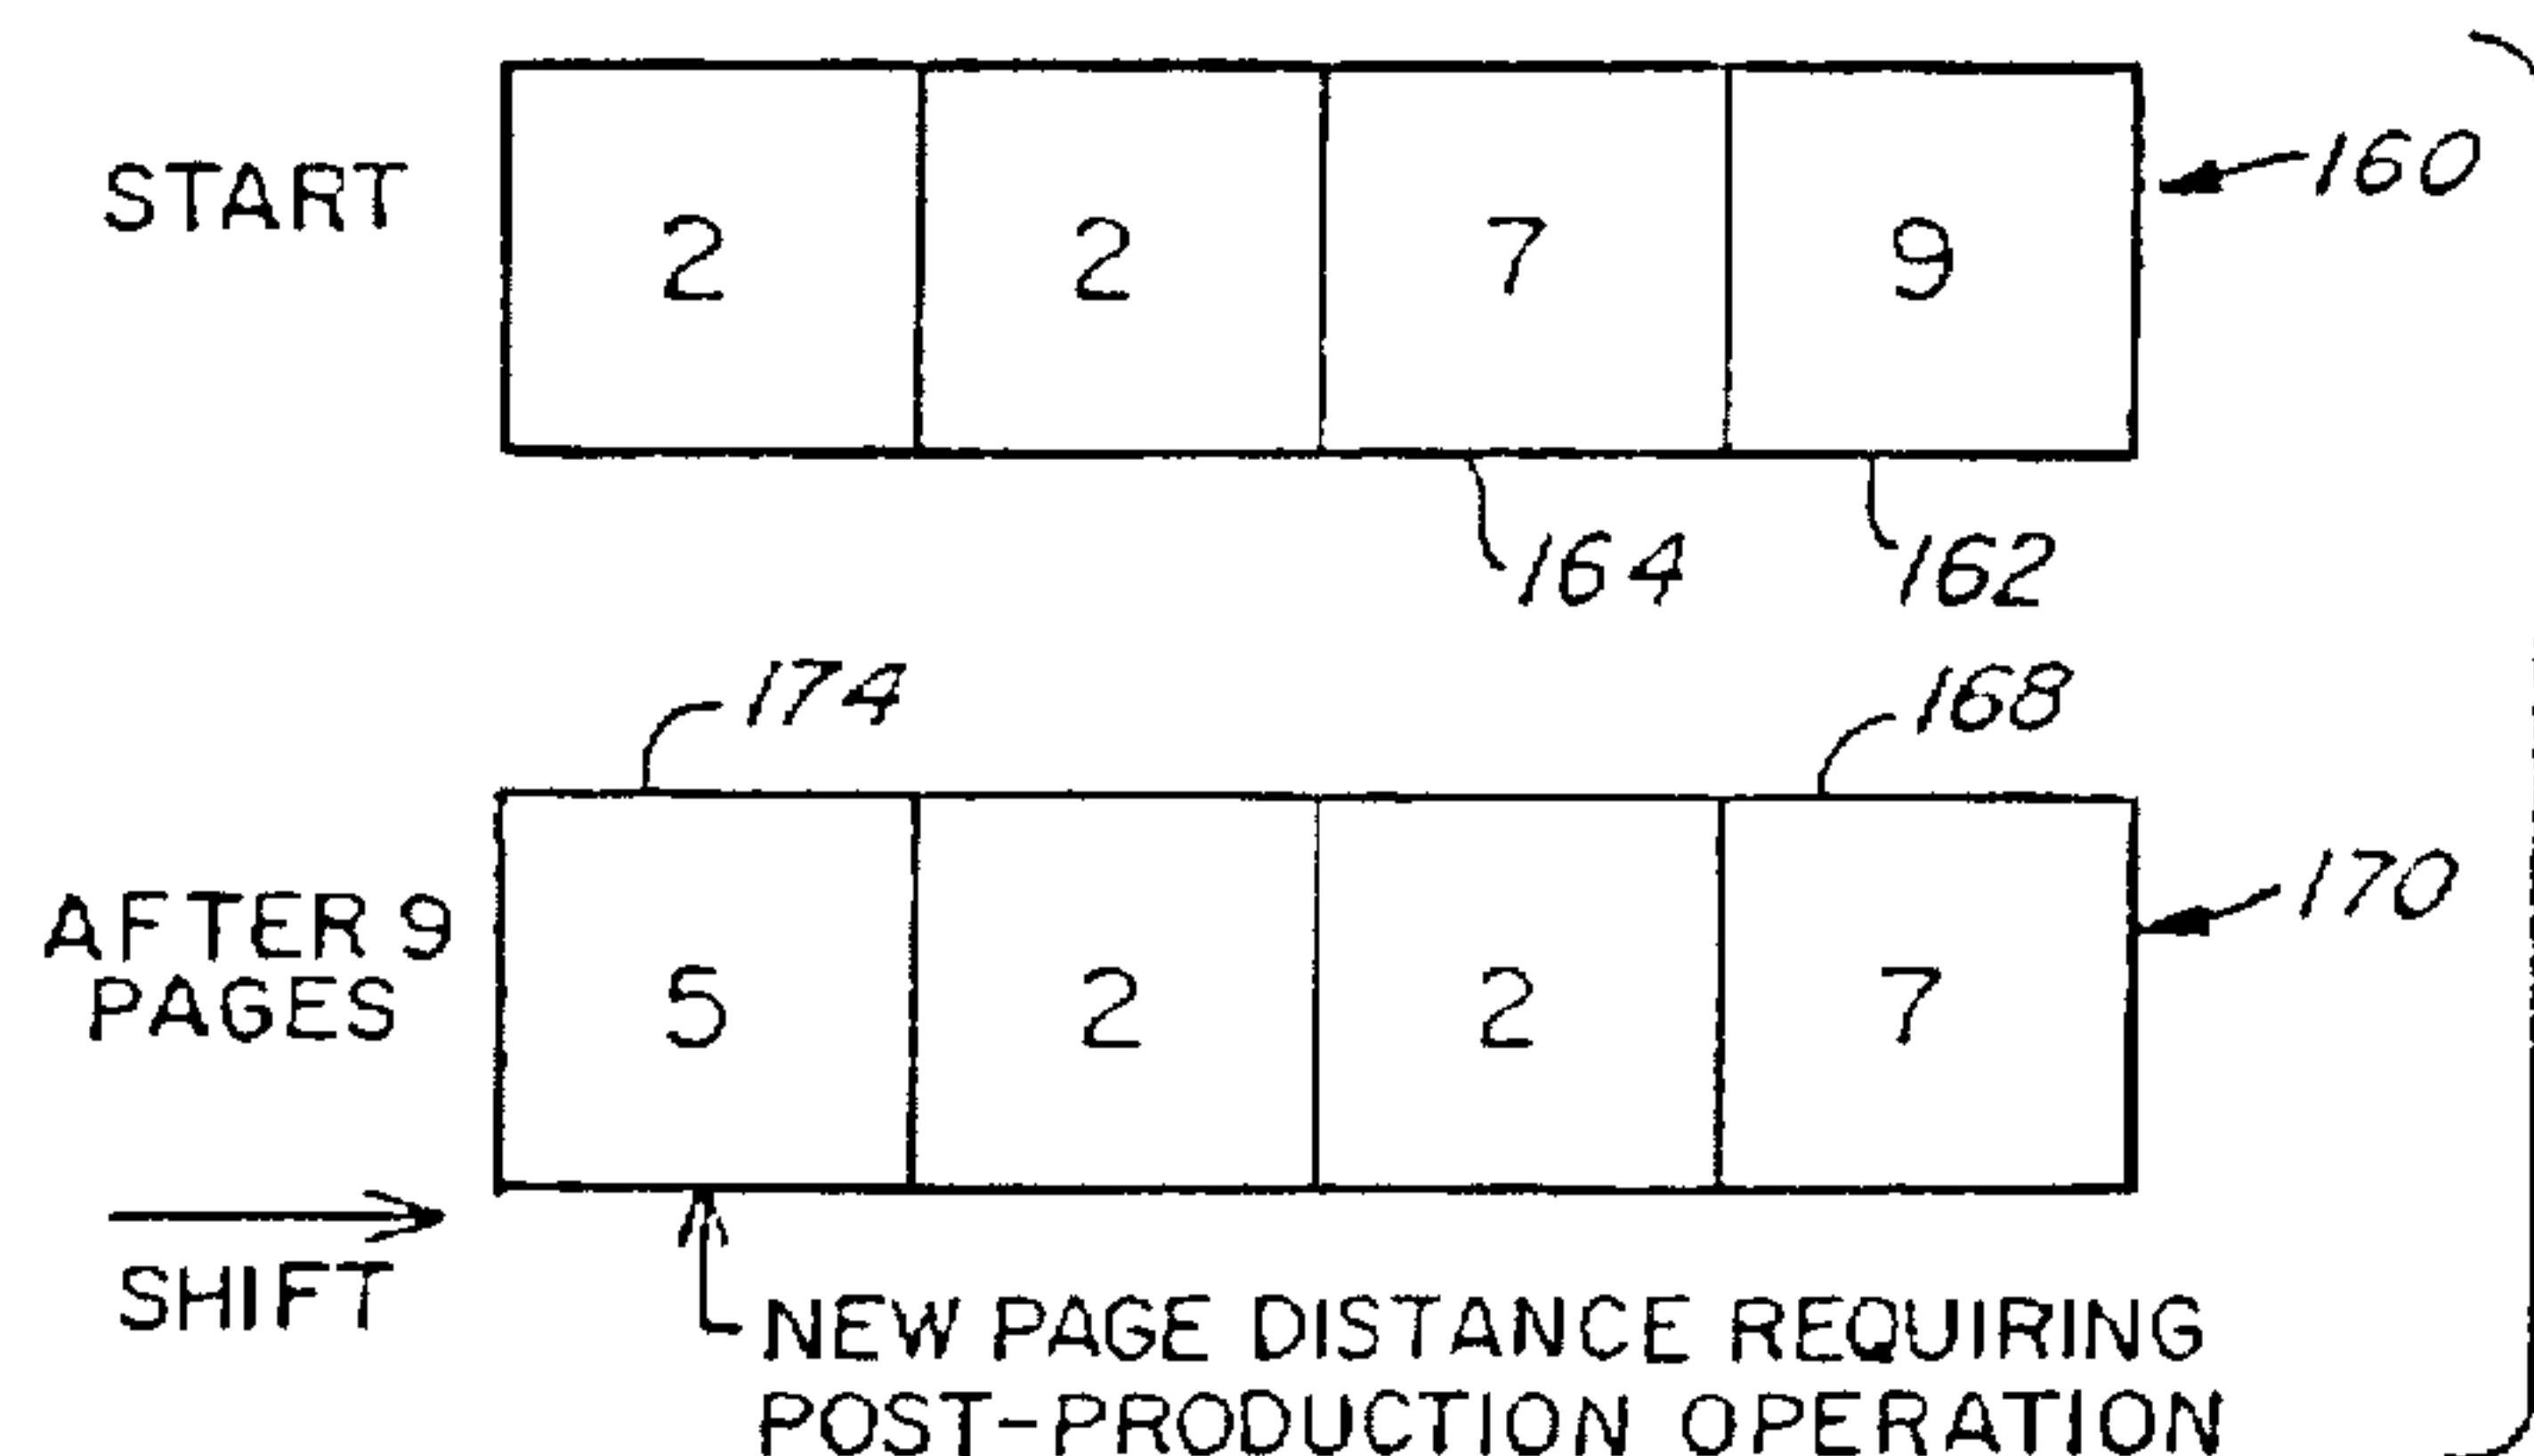 START
2 2 7 9
160
164 162
174 168
AFTER 9
PAGES
5 2 2 7
170
SHIFT
NEW PAGE DISTANCE REQUIRING
POST-PRODUCTION OPERATION